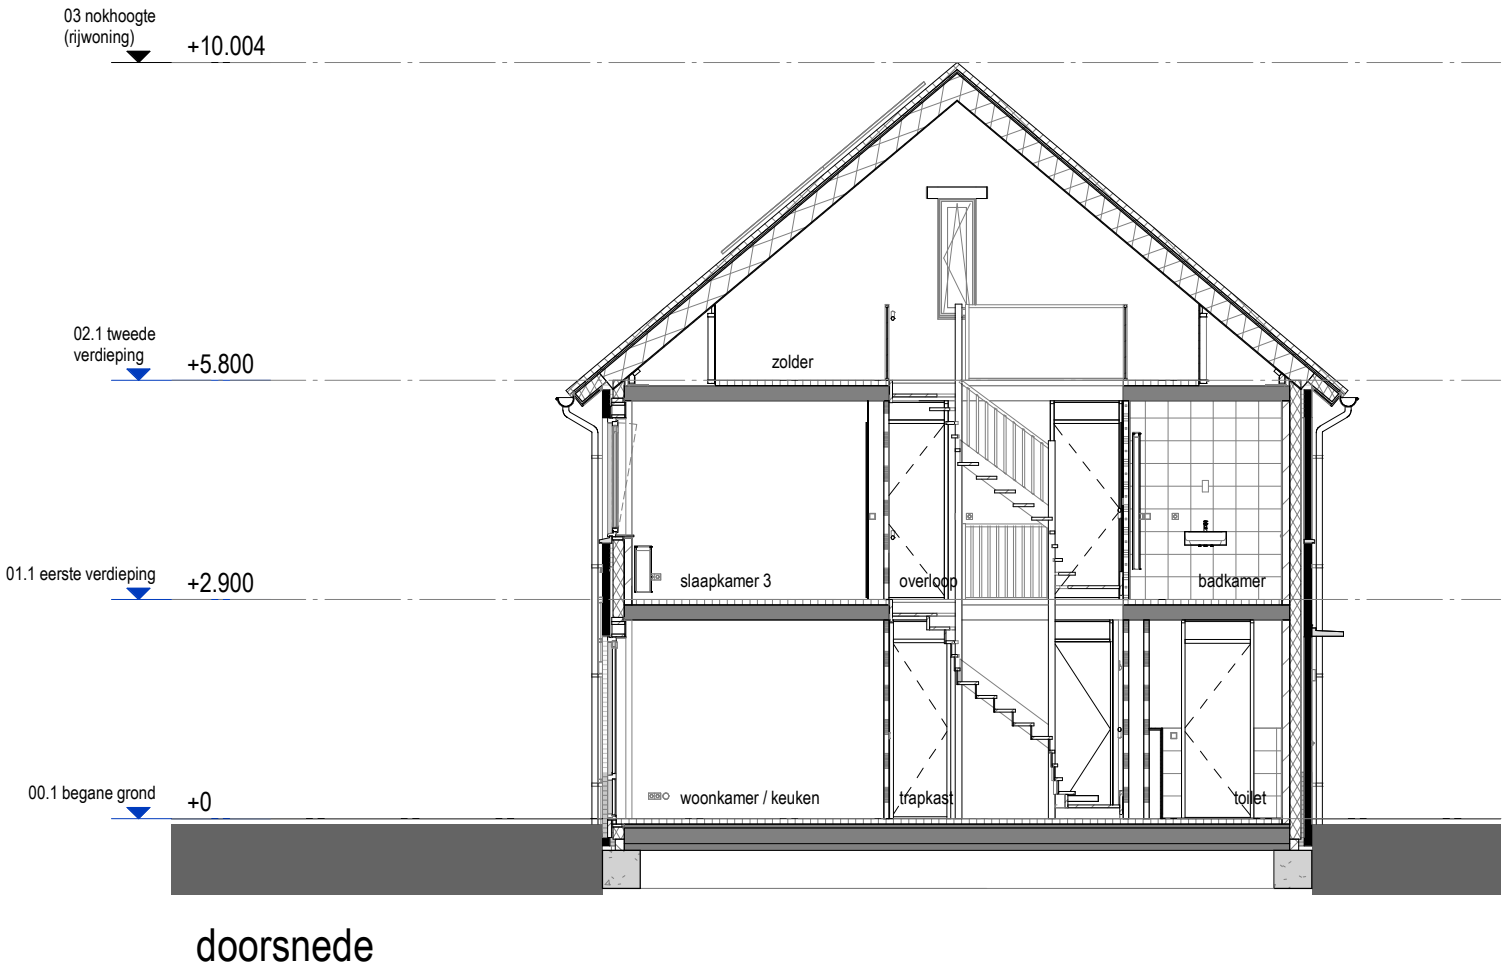 03 nokhoogte
(rijwoning)
+10.004
02.1 tweede
verdieping
+5.800
zolder
01.1 eerste verdieping
+2.900
slaapkamer 3
overloop
badkamer
00.1 begane grond
+0
woonkamer / keuken
trapkast
toilet
doorsnede